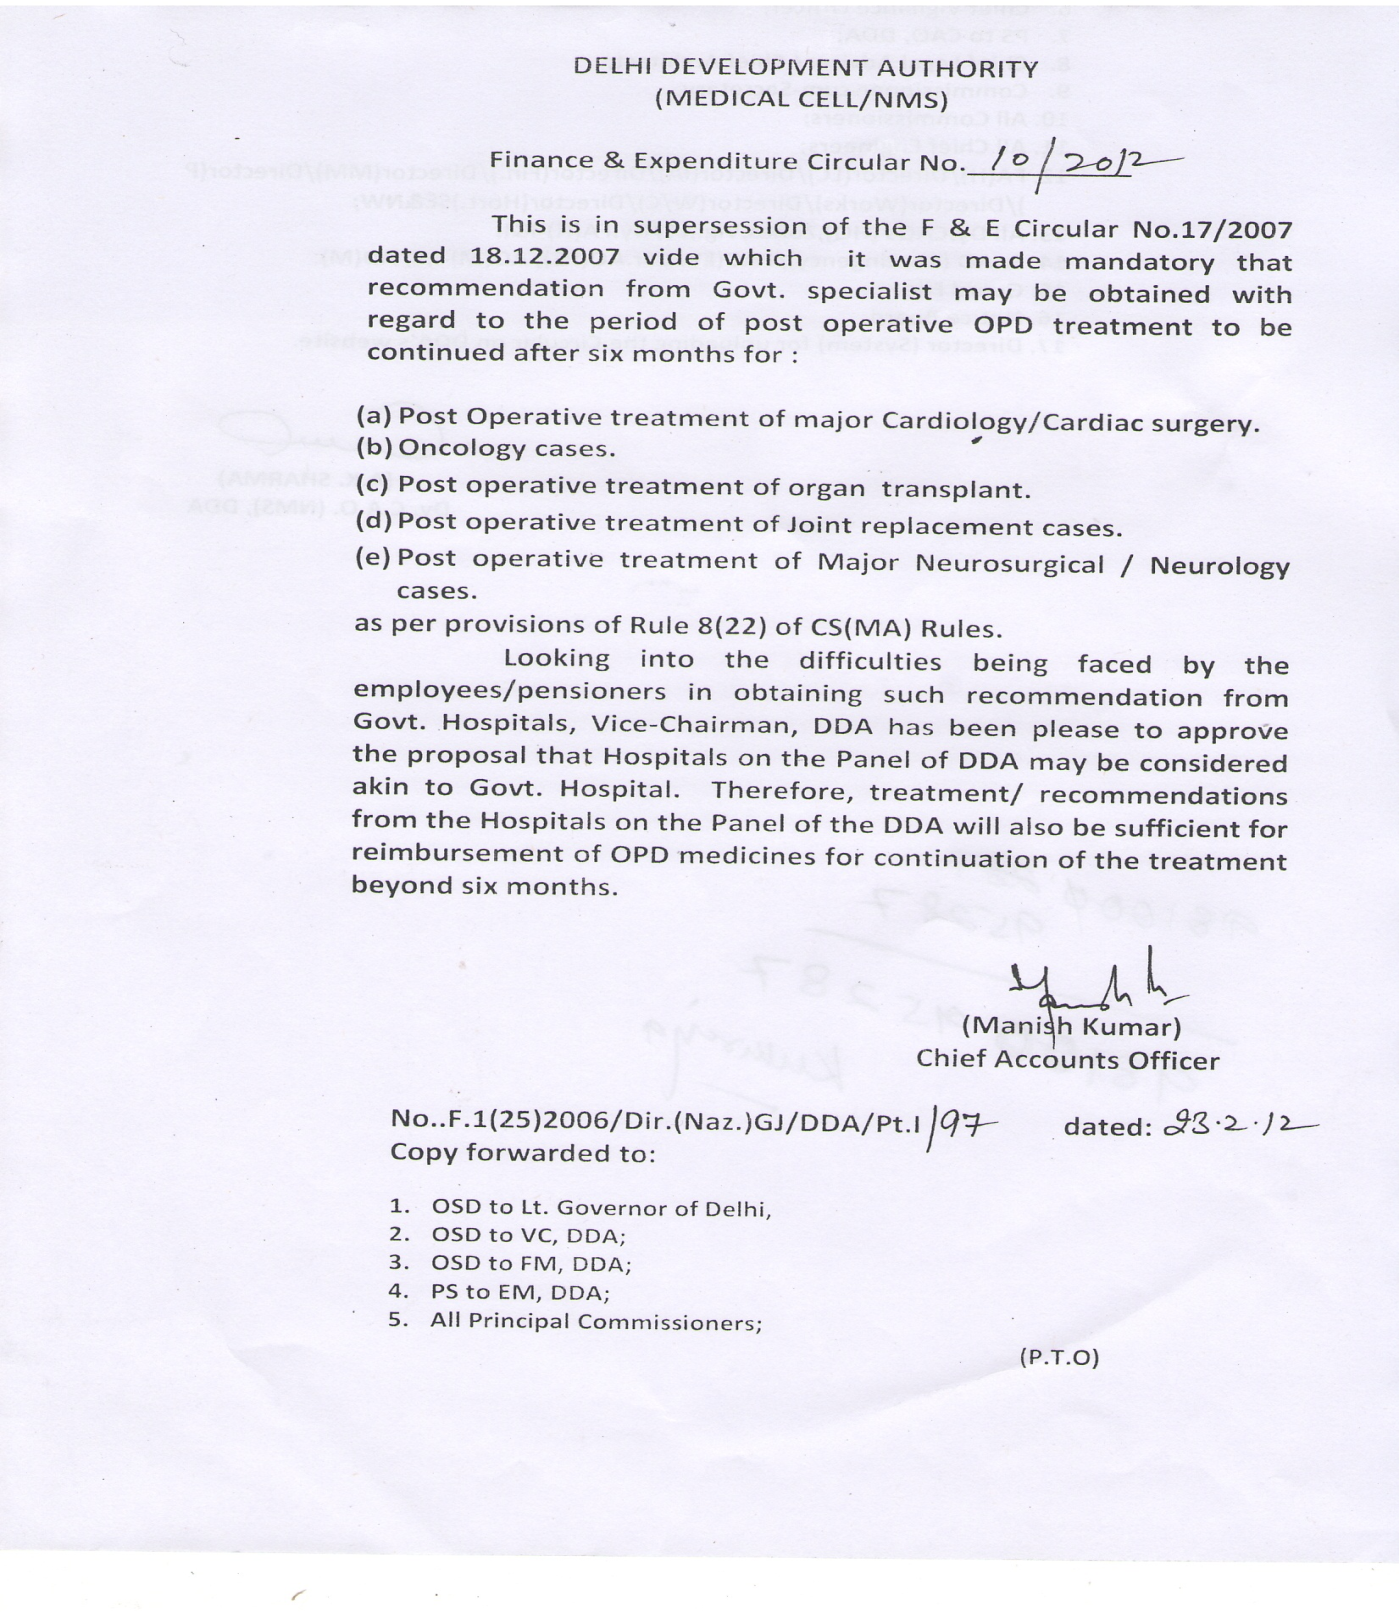 DELHI DEVELOPMENT AUTHORITY
(MEDICAL CELL/NMS)
Finance & Expenditure Circular No. 10/2012
This is in supersession of the F & E Circular No.17/2007
dated 18.12.2007 vide which it was made mandatory that
recommendation from Govt. specialist may be obtained with
regard to the period of post operative OPD treatment to be
continued after six months for :
(a) Post Operative treatment of major Cardiology/Cardiac surgery.
(b) Oncology cases.
(c) Post operative treatment of organ transplant.
(d) Post operative treatment of Joint replacement cases.
(e) Post operative treatment of Major Neurosurgical / Neurology
cases.
as per provisions of Rule 8(22) of CS(MA) Rules.
Looking into the difficulties being faced by the
employees/pensioners in obtaining such recommendation from
Govt. Hospitals, Vice-Chairman, DDA has been please to approve
the proposal that Hospitals on the Panel of DDA may be considered
akin to Govt. Hospital. Therefore, treatment/ recommendations
from the Hospitals on the Panel of the DDA will also be sufficient for
reimbursement of OPD medicines for continuation of the treatment
beyond six months.
(Manish Kumar)
Chief Accounts Officer
No..F.1(25)2006/Dir.(Naz.)GJ/DDA/Pt.I/97 dated: 23.2.12
Copy forwarded to:
1. OSD to Lt. Governor of Delhi,
2. OSD to VC, DDA;
3. OSD to FM, DDA;
4. PS to EM, DDA;
5. All Principal Commissioners;
(P.T.O)